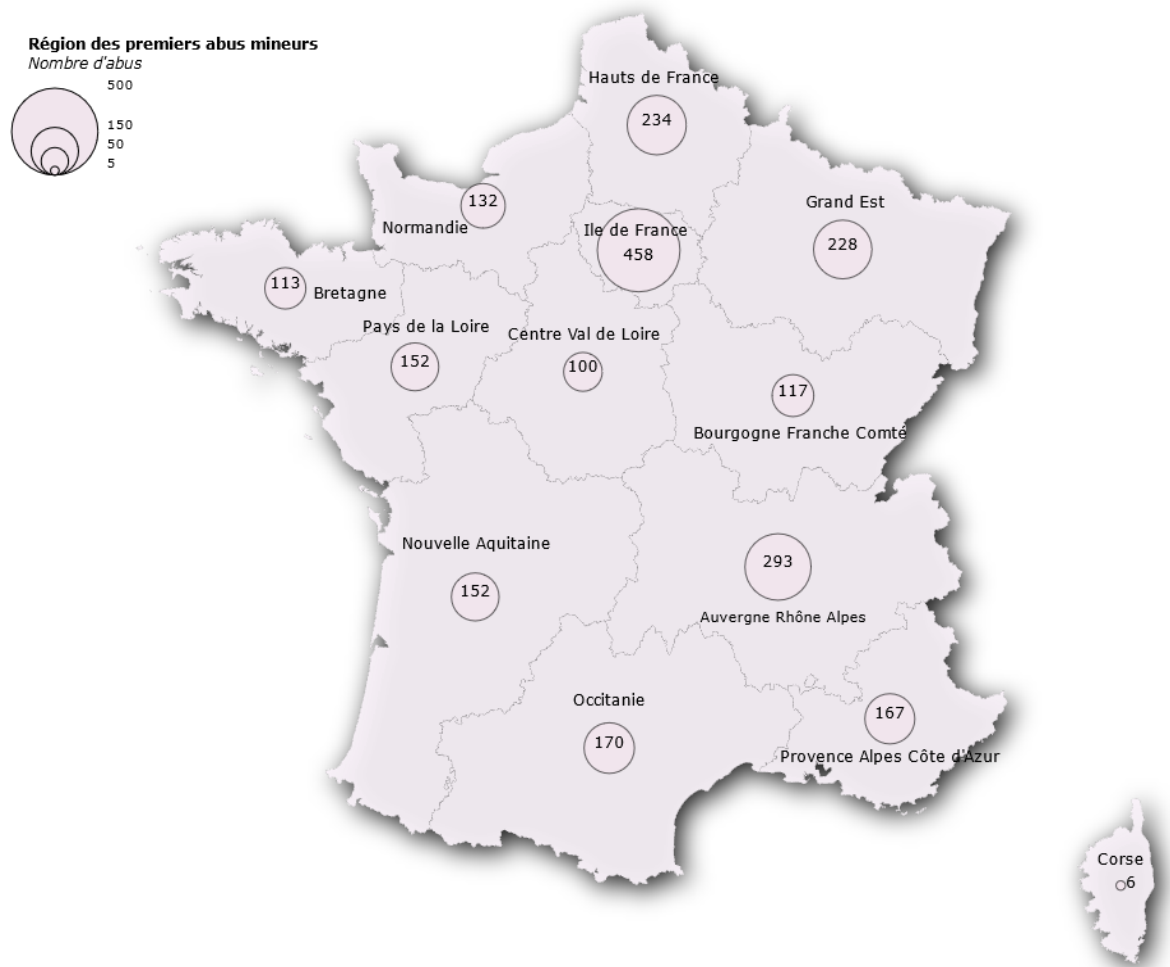 Région des premiers abus mineurs
Nombre d'abus
500
150
50
5
Hauts de France
234
Grand Est
228
132
Normandie
Ile de France
458
113
Bretagne
Pays de la Loire
152
Centre Val de Loire
100
117
Bourgogne Franche Comté
Nouvelle Aquitaine
152
293
Auvergne Rhône Alpes
Occitanie
170
167
Provence Alpes Côte d'Azur
Corse
6